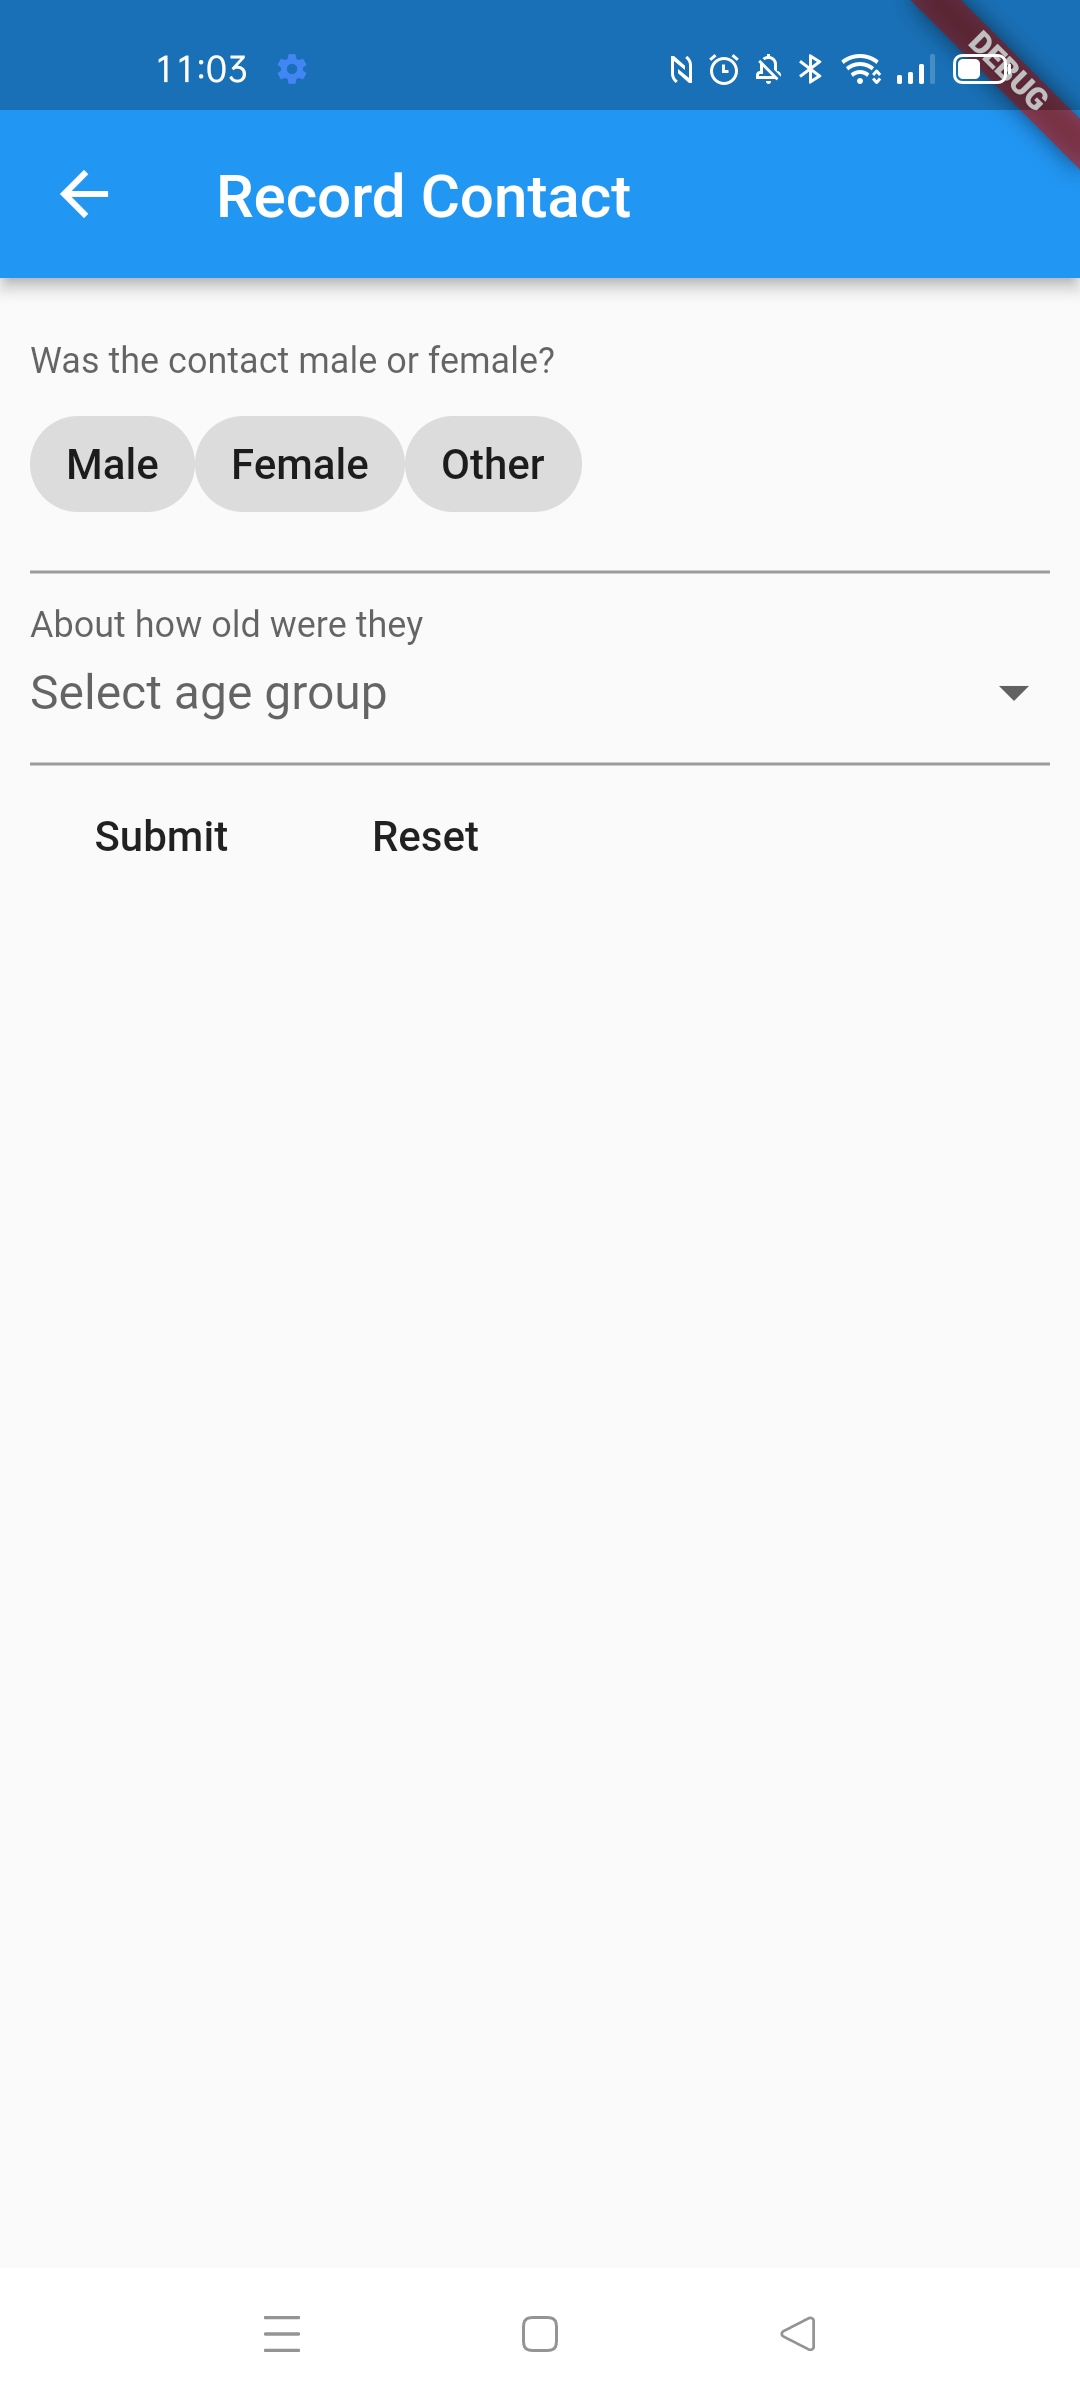 11:03
DEBUG
Record Contact
Was the contact male or female?
Male Female Other
About how old were they
Select age group
Submit Reset